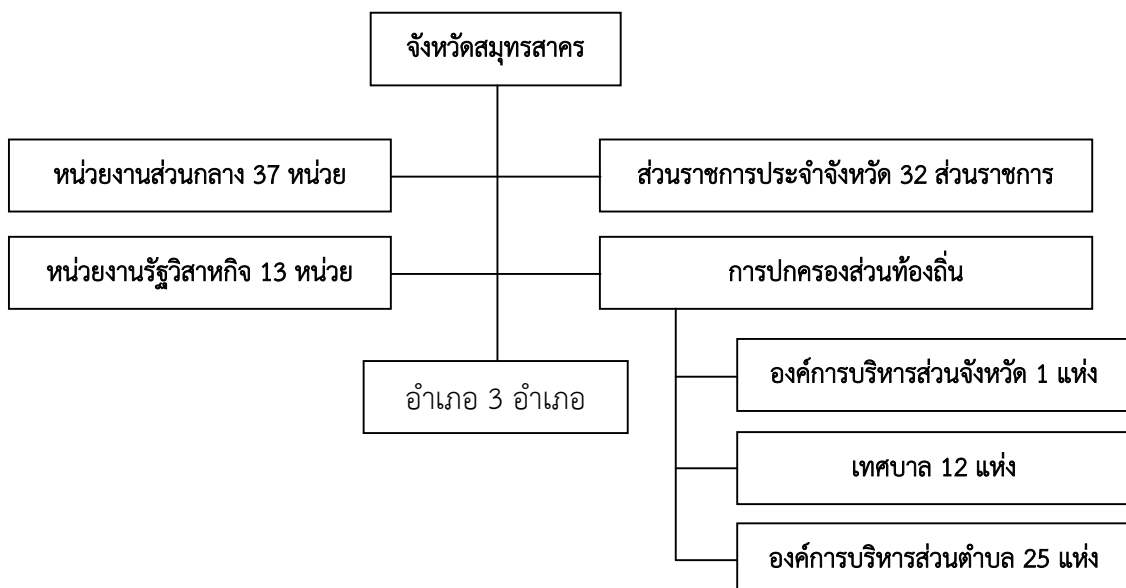 จังหวัดสมุทรสาคร
หน่วยงานส่วนกลาง 37 หน่วย
ส่วนราชการประจำจังหวัด 32 ส่วนราชการ
หน่วยงานรัฐวิสาหกิจ 13 หน่วย
การปกครองส่วนท้องถิ่น
องค์การบริหารส่วนจังหวัด 1 แห่ง
อำเภอ 3 อำเภอ
เทศบาล 12 แห่ง
องค์การบริหารส่วนตำบล 25 แห่ง